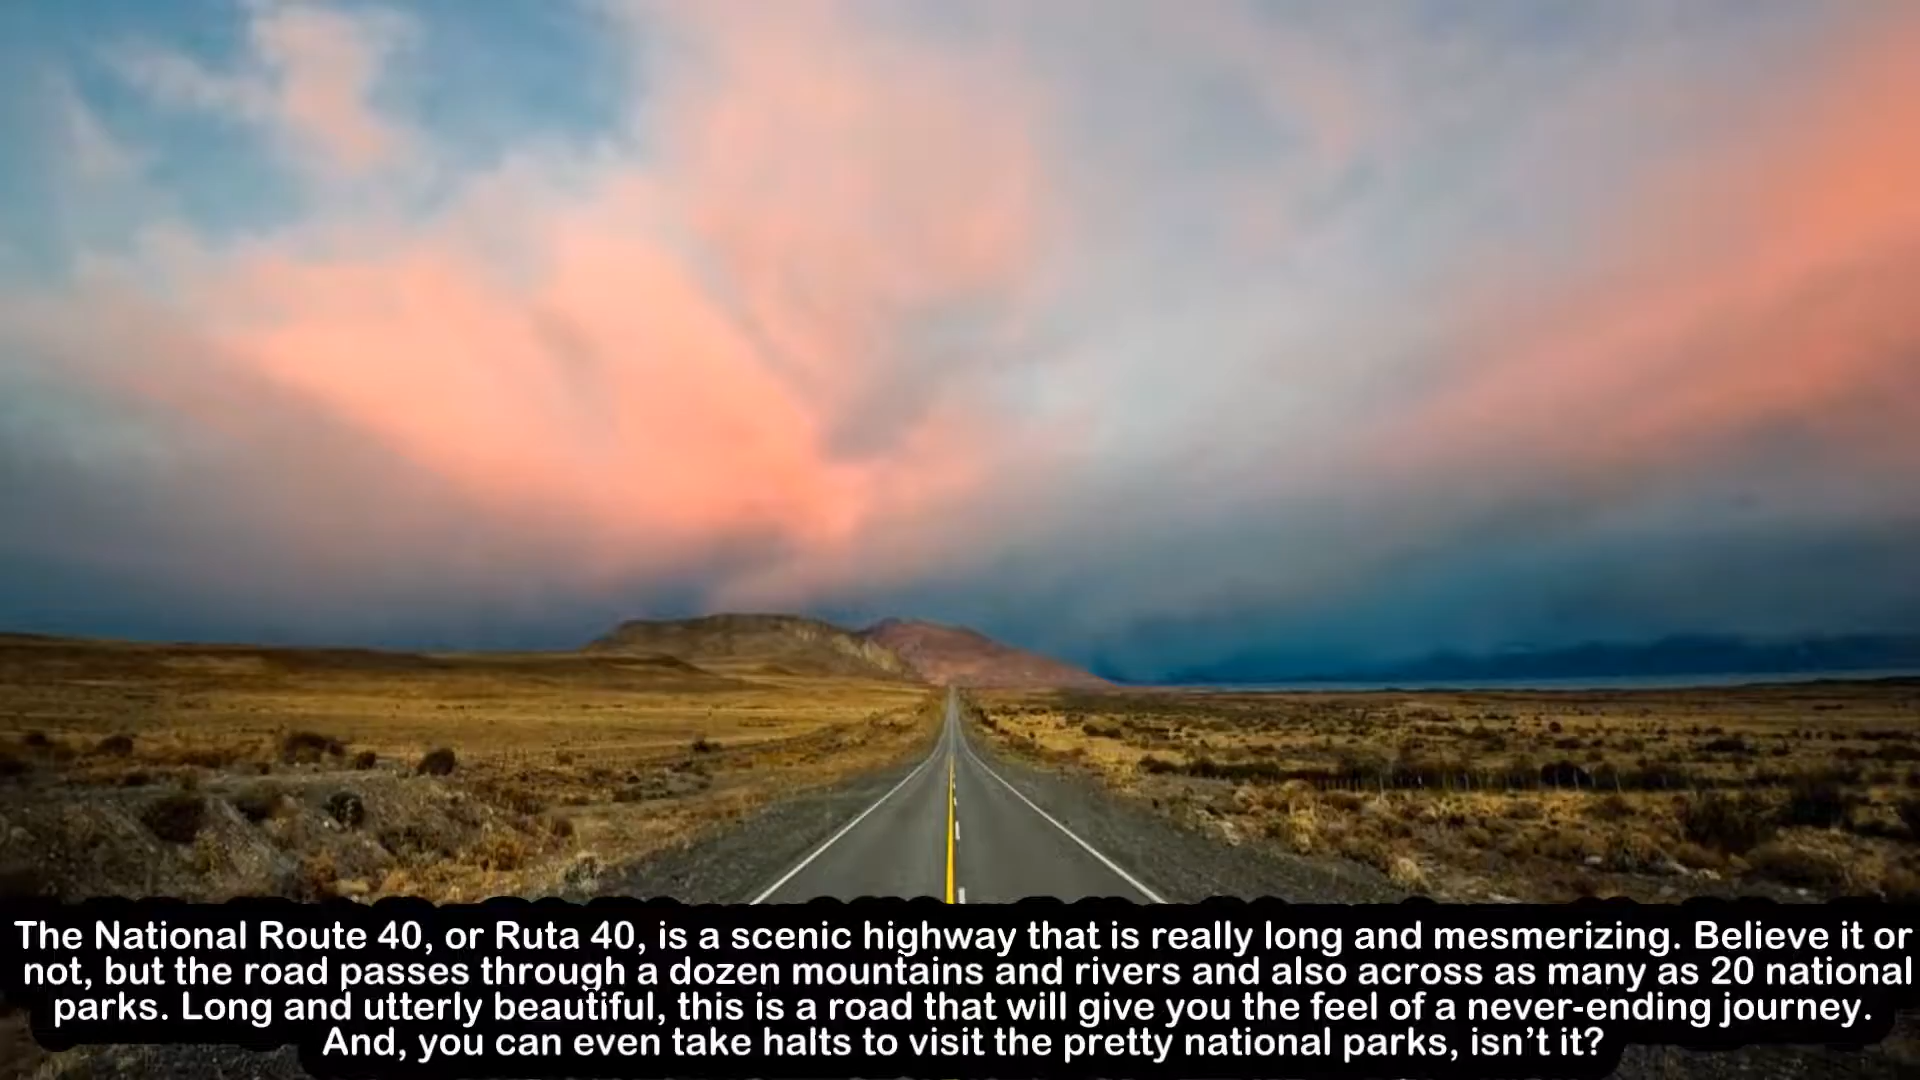 The National Route 40, or Ruta 40, is a scenic highway that is really long and mesmerizing. Believe it or
not, but the road passes through a dozen mountains and rivers and also across as many as 20 national
parks. Long and utterly beautiful, this is a road that will give you the feel of a never-ending journey.
And, you can even take halts to visit the pretty national parks, isn’t it?